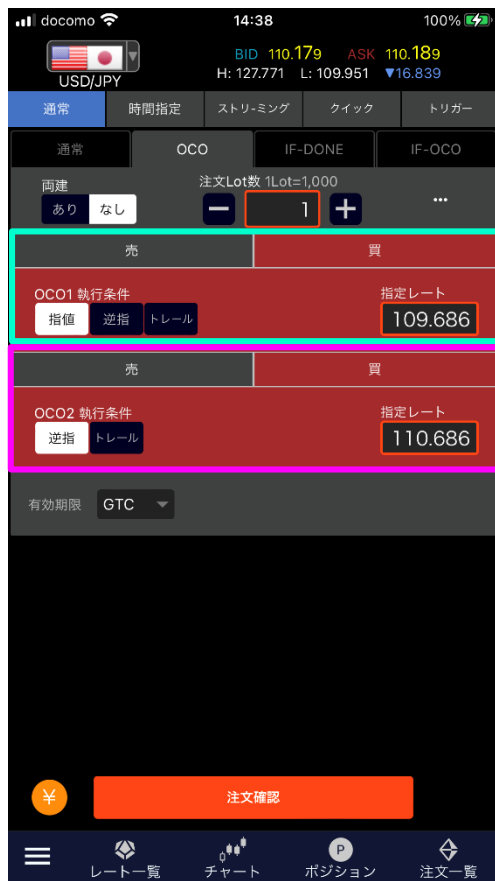 docomo 14:38 100%
BID 110.179 ASK 110.189
USD/JPY H: 127.771 L: 109.951 ▼16.839
通常 時間指定 ストリ-ミング クイック トリガー
通常 OCO IF-DONE IF-OCO
両建 注文Lot数 1Lot=1,000
あり なし − 1 + ...
売 買
OCO1 執行条件 指定レート
指値 逆指 トレール 109.686
売 買
OCO2 執行条件 指定レート
逆指 トレール 110.686
有効期限 GTC
¥ 注文確認
P
レート一覧 チャート ポジション 注文一覧